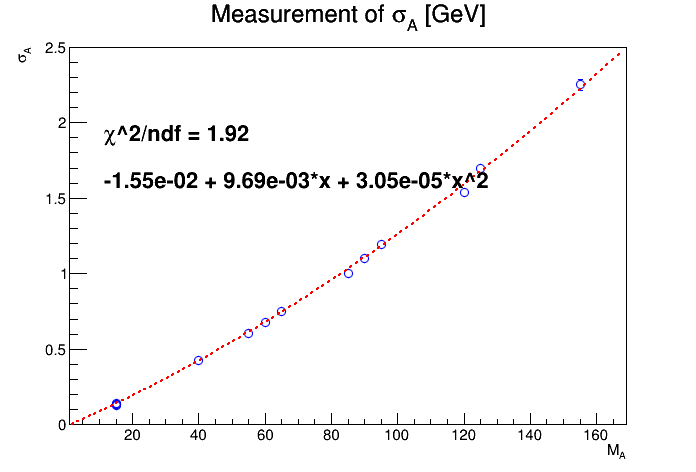 Measurement of σ_A [GeV]
σ_A
2.5
2
χ^2/ndf = 1.92
-1.55e-02 + 9.69e-03*x + 3.05e-05*x^2
1.5
1
0.5
0
20 40 60 80 100 120 140 160
M_A